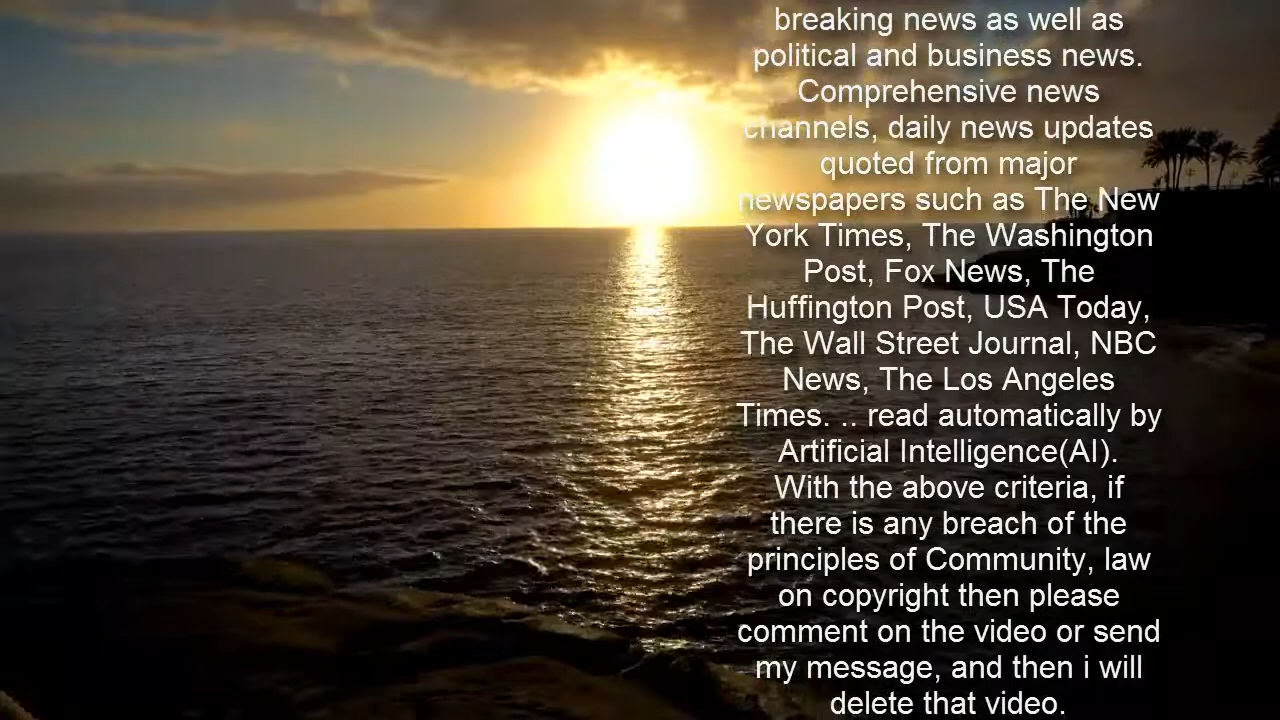 breaking news as well as
political and business news.
Comprehensive news
channels, daily news updates
quoted from major
newspapers such as The New
York Times, The Washington
Post, Fox News, The
Huffington Post, USA Today,
The Wall Street Journal, NBC
News, The Los Angeles
Times. .. read automatically by
Artificial Intelligence(AI).
With the above criteria, if
there is any breach of the
principles of Community, law
on copyright then please
comment on the video or send
my message, and then i will
delete that video.